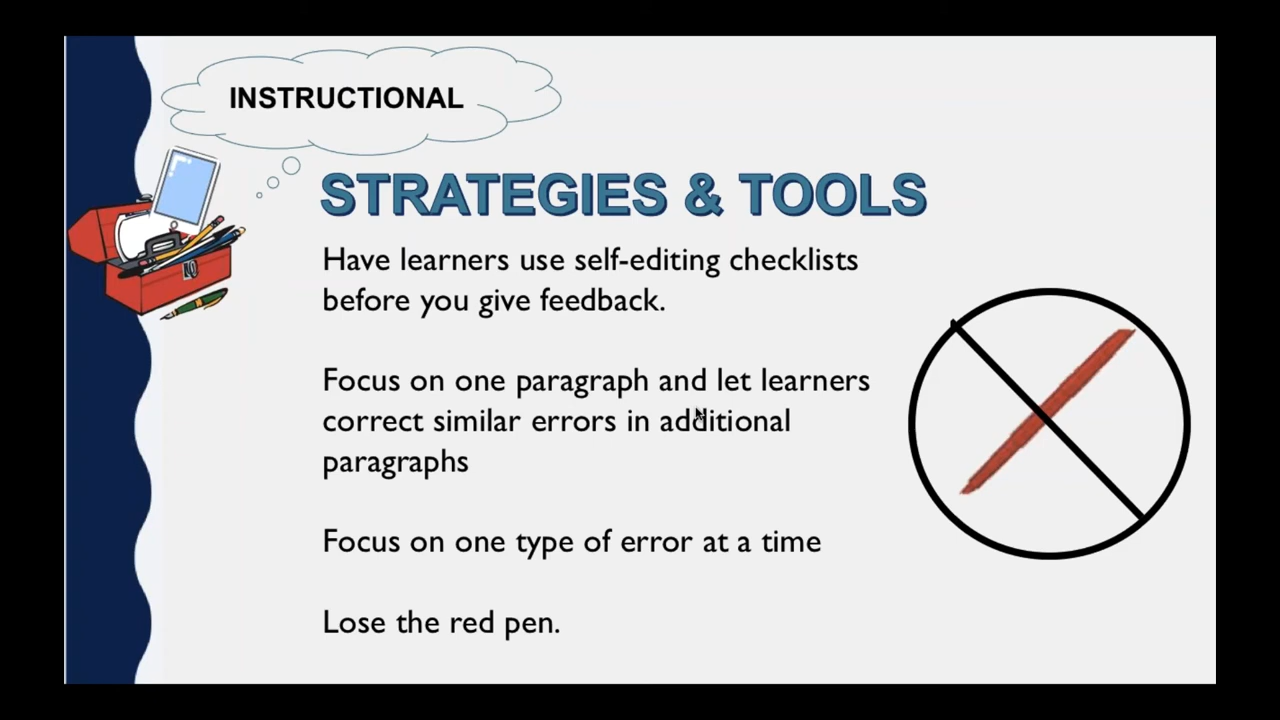 INSTRUCTIONAL
STRATEGIES & TOOLS
Have learners use self-editing checklists
before you give feedback.
Focus on one paragraph and let learners
correct similar errors in additional
paragraphs
Focus on one type of error at a time
Lose the red pen.